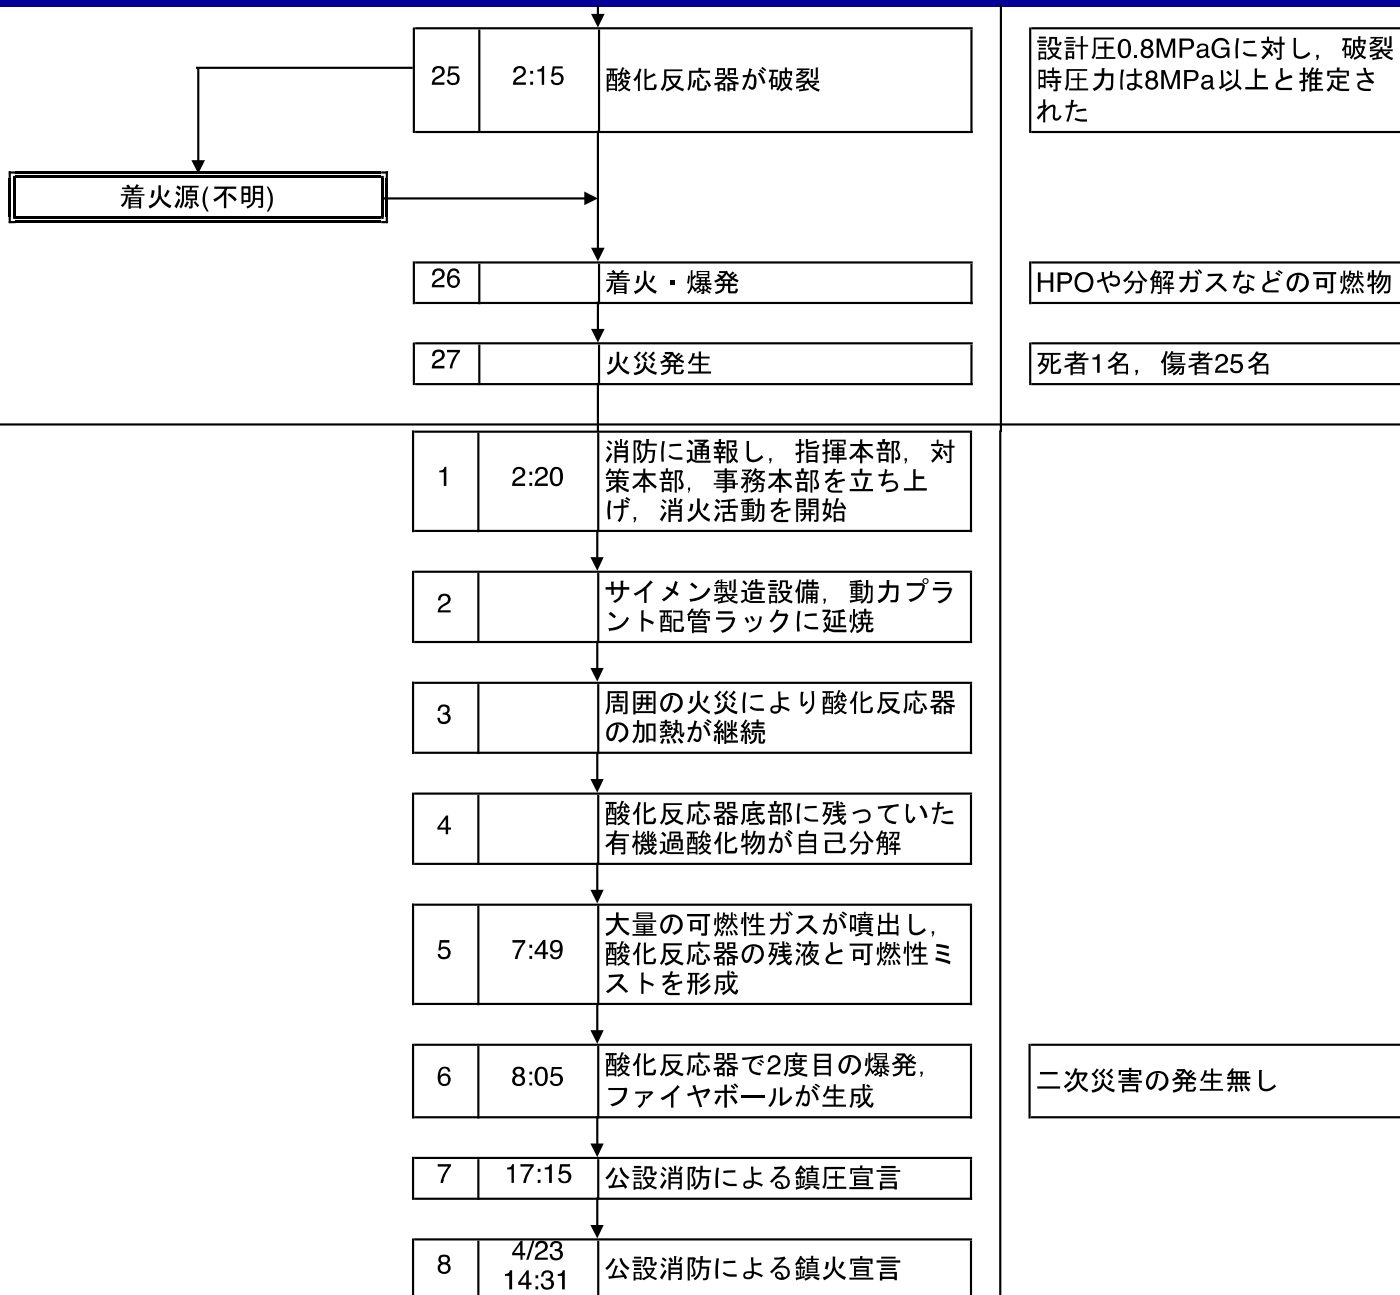 25
2:15
酸化反応器が破裂
設計圧0.8MPaGに対し，破裂
時圧力は8MPa以上と推定さ
れた
着火源(不明)
26
着火・爆発
HPOや分解ガスなどの可燃物
27
火災発生
死者1名，傷者25名
1
2:20
消防に通報し，指揮本部，対
策本部，事務本部を立ち上
げ，消火活動を開始
2
サイメン製造設備，動力プラ
ント配管ラックに延焼
3
周囲の火災により酸化反応器
の加熱が継続
4
酸化反応器底部に残っていた
有機過酸化物が自己分解
5
7:49
大量の可燃性ガスが噴出し，
酸化反応器の残液と可燃性ミ
ストを形成
6
8:05
酸化反応器で2度目の爆発，
ファイヤボールが生成
二次災害の発生無し
7
17:15
公設消防による鎮圧宣言
8
4/23
14:31
公設消防による鎮火宣言